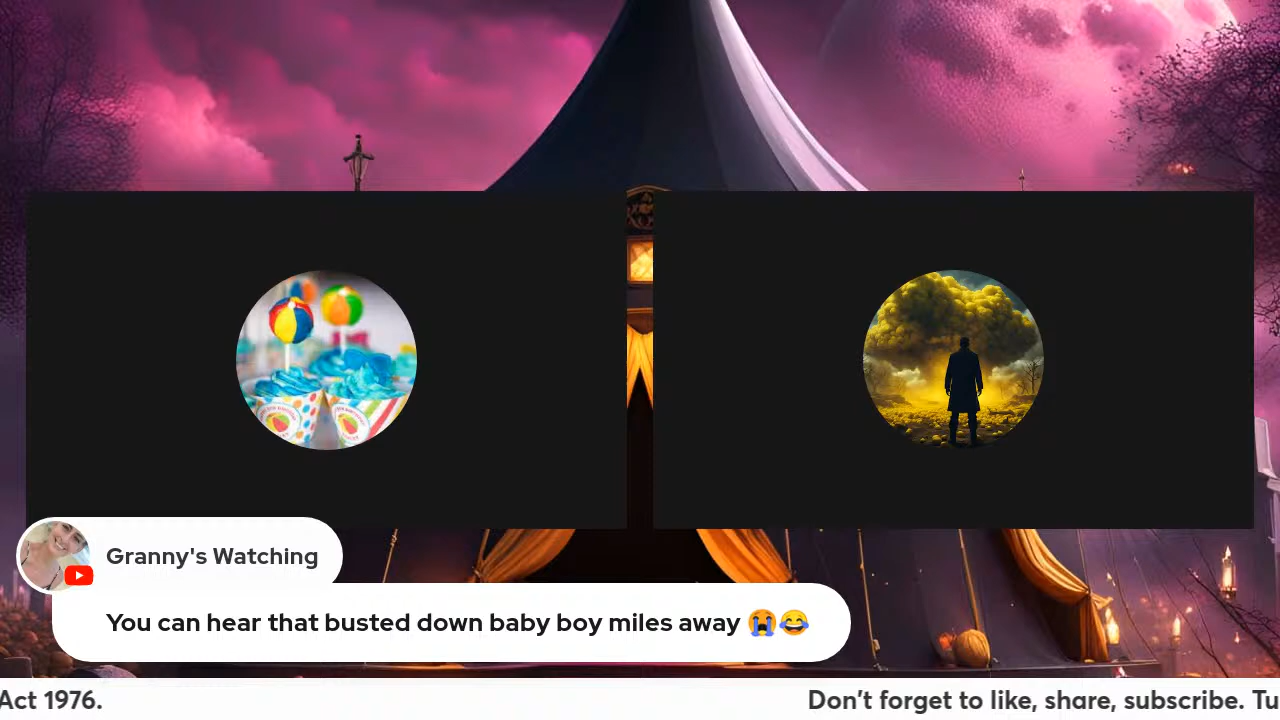 Granny's Watching
You can hear that busted down baby boy miles away 😭😂
Act 1976.
Don't forget to like, share, subscribe. Tu